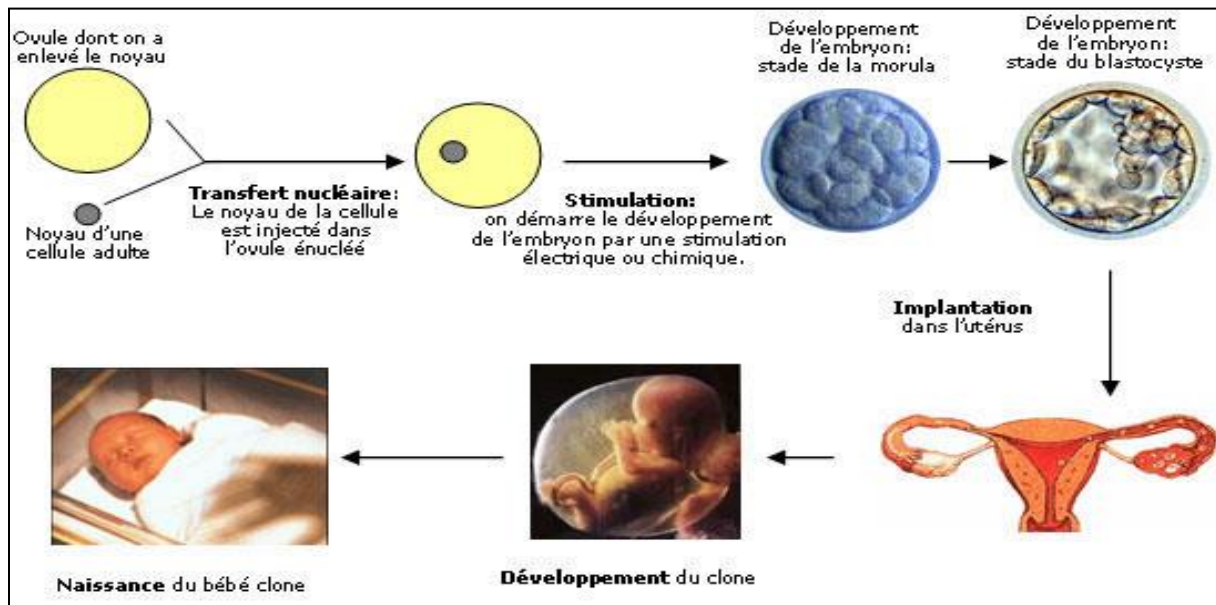 Ovule dont on a
enlevé le noyau
Noyau d'une
cellule adulte
Transfert nucléaire:
Le noyau de la cellule
est injecté dans
l'ovule énucléé
Stimulation:
on démarre le développement
de l'embryon par une stimulation
électrique ou chimique.
Développement
de l'embryon:
stade de la morula
Développement
de l'embryon:
stade du blastocyste
Implantation
dans l'utérus
Développement du clone
Naissance du bébé clone